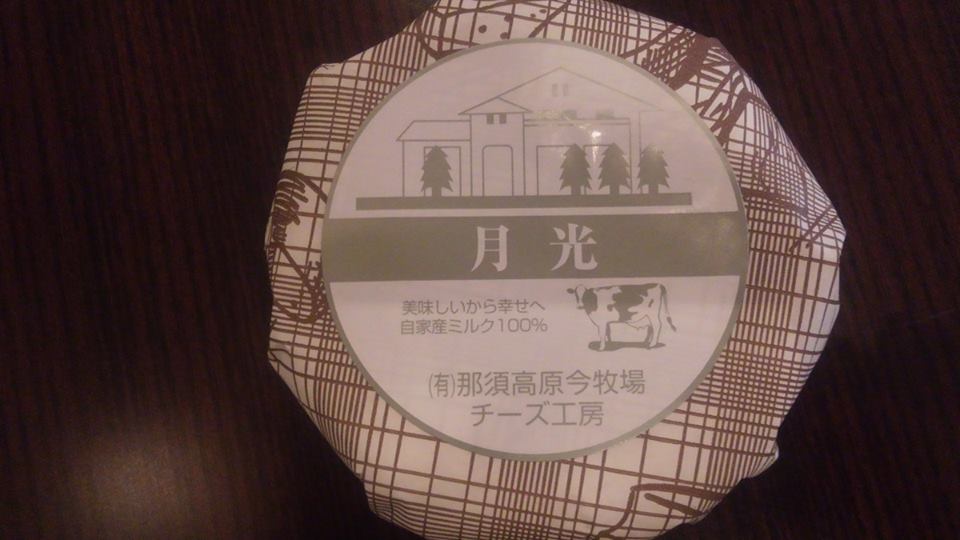 月光
美味しいから幸せへ
自家産ミルク100%
㈲那須高原今牧場
チーズ工房